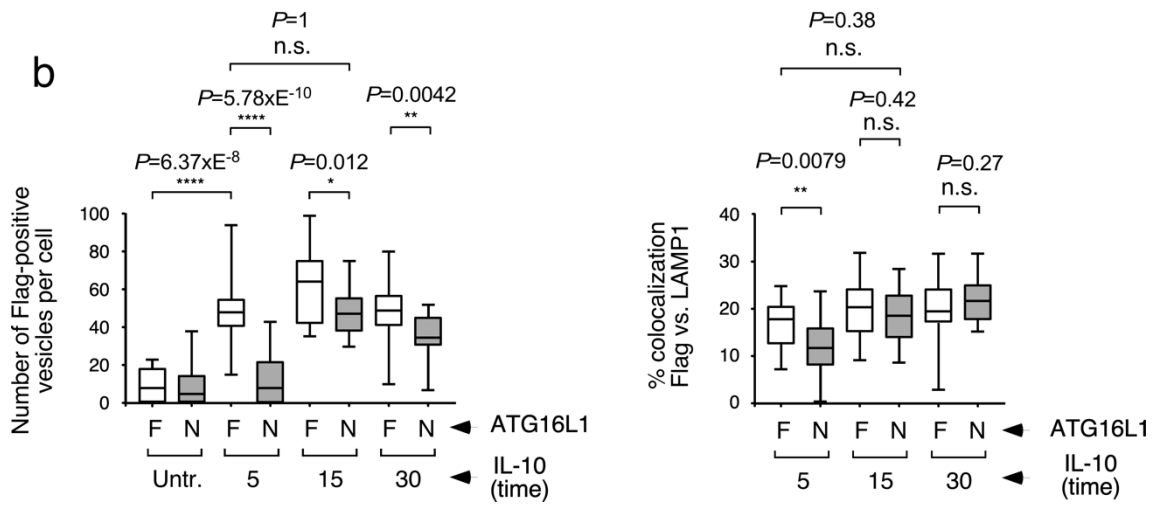 b
P=1
n.s.
P=5.78xE-10
****
P=0.0042
**
P=6.37xE-8
****
P=0.012
*
Number of Flag-positive
vesicles per cell
100
80
60
40
20
0
F N F N F N F N
ATG16L1
Untr. 5 15 30
IL-10
(time)
P=0.38
n.s.
P=0.42
n.s.
P=0.0079
**
P=0.27
n.s.
% colocalization
Flag vs. LAMP1
40
30
20
10
0
F N F N F N
ATG16L1
5 15 30
IL-10
(time)